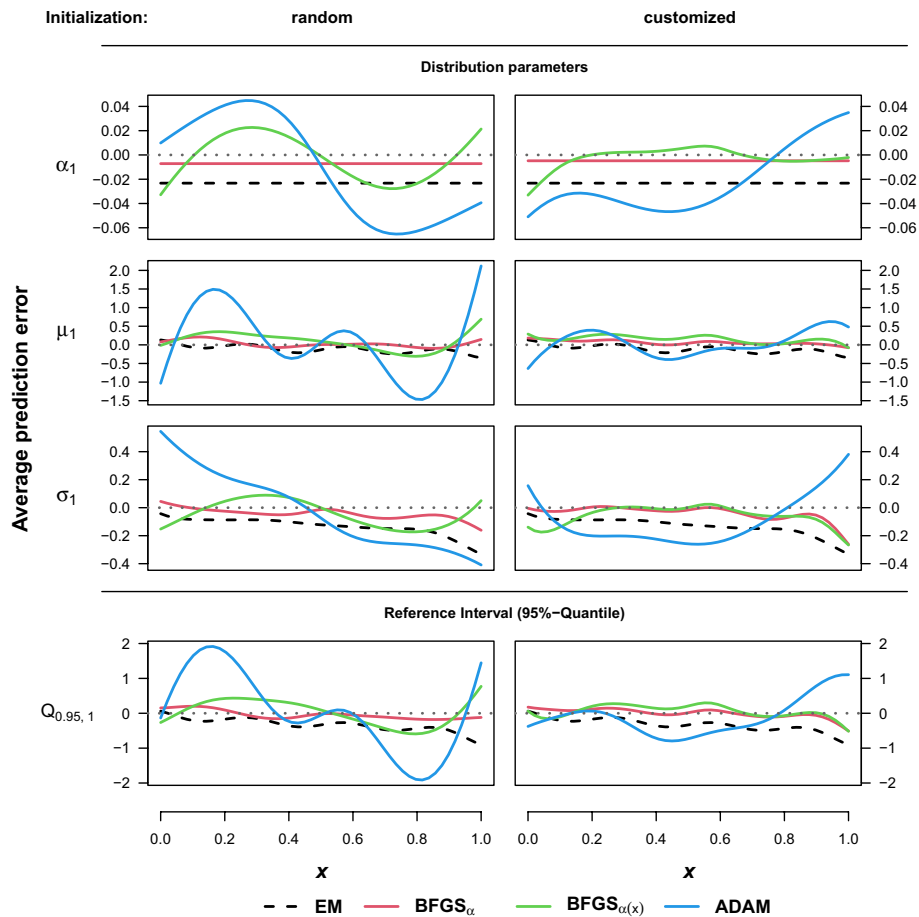 Initialization: random customized
Distribution parameters
0.04 0.04
0.02 0.02
α1 0.00 0.00
−0.02 −0.02
−0.04 −0.04
−0.06 −0.06
2.0 2.0
1.5 1.5
1.0 1.0
μ1 0.5 0.5
0.0 0.0
−0.5 −0.5
−1.0 −1.0
−1.5 −1.5
Average prediction error
0.4 0.4
0.2 0.2
σ1 0.0 0.0
−0.2 −0.2
−0.4 −0.4
Reference Interval (95%−Quantile)
2 2
1 1
Q0.95, 1 0 0
−1 −1
−2 −2
0.0 0.2 0.4 0.6 0.8 1.0 0.0 0.2 0.4 0.6 0.8 1.0
x x
EM BFGSα BFGSα(x) ADAM